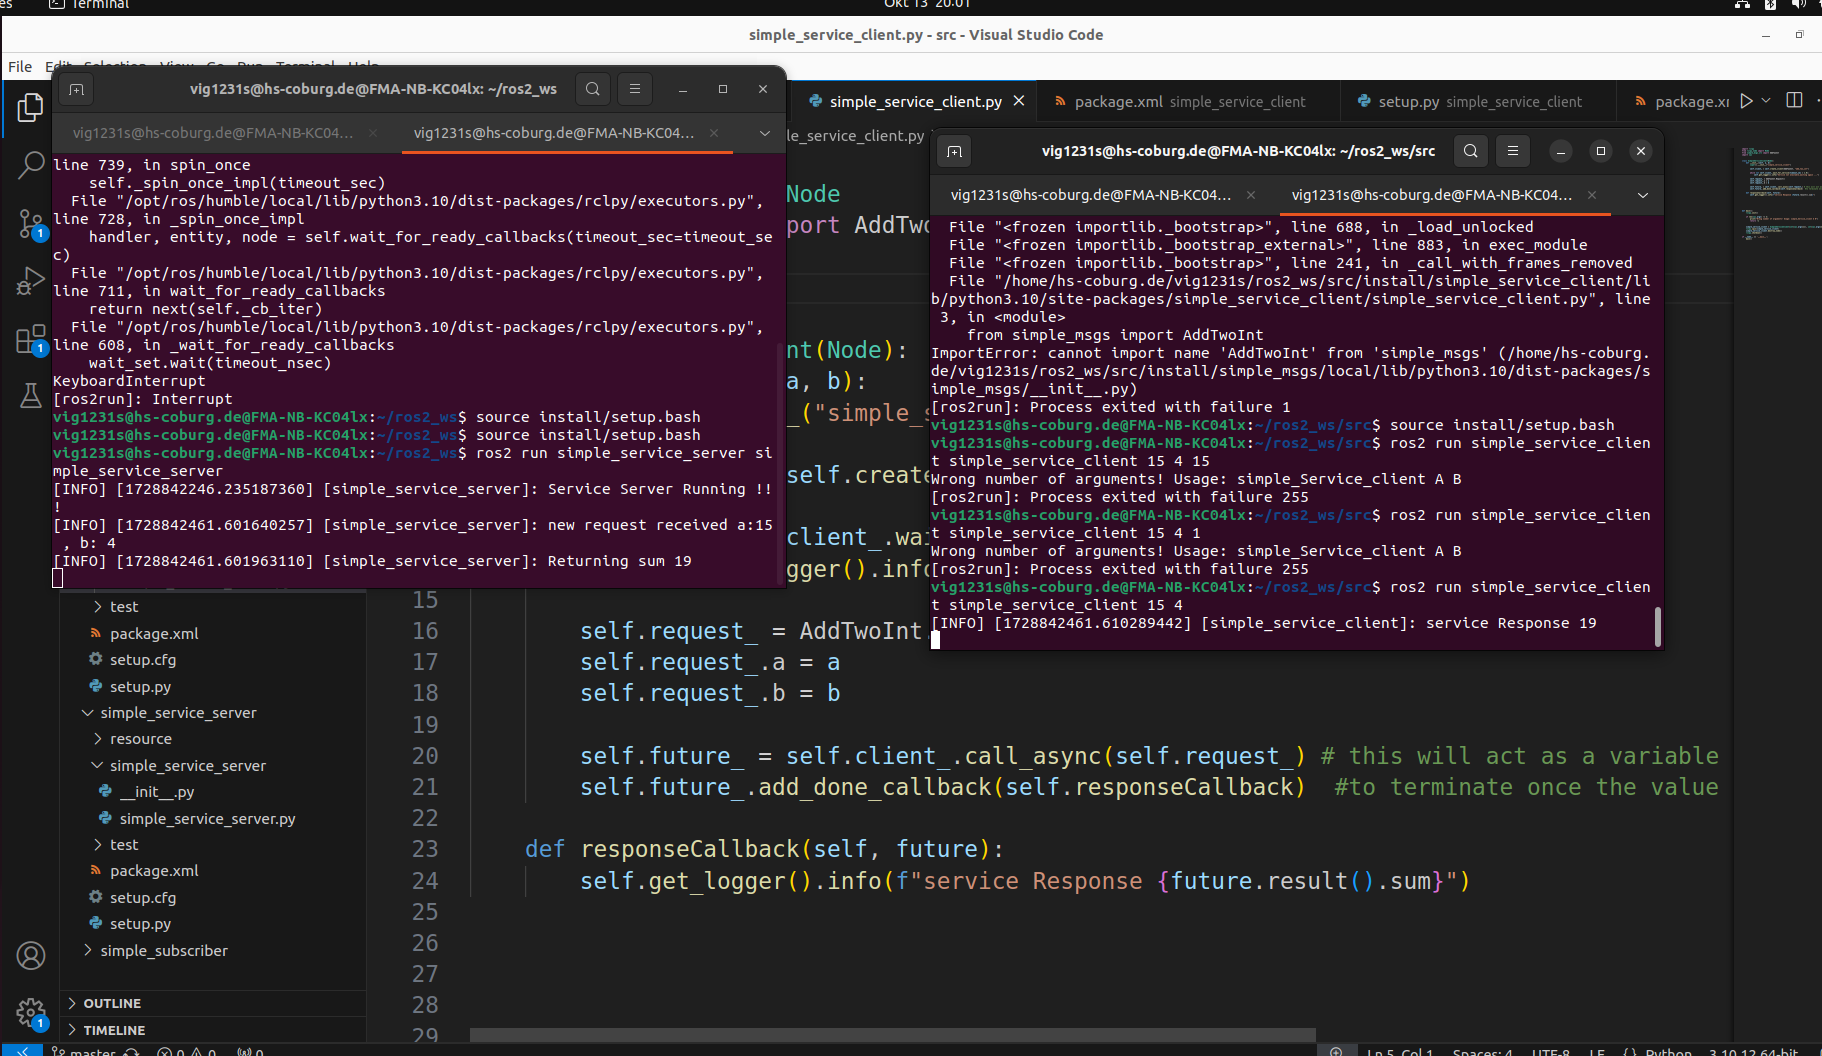 Terminal
Okt 13 20:01
simple_service_client.py - src - Visual Studio Code
File Edit Selection View Go Run Terminal Help
vig1231s@hs-coburg.de@FMA-NB-KC04lx: ~/ros2_ws
vig1231s@hs-coburg.de@FMA-NB-KC04...
vig1231s@hs-coburg.de@FMA-NB-KC04...
line 739, in spin_once
self._spin_once_impl(timeout_sec)
File "/opt/ros/humble/local/lib/python3.10/dist-packages/rclpy/executors.py",
line 728, in _spin_once_impl
handler, entity, node = self.wait_for_ready_callbacks(timeout_sec=timeout_se
c)
File "/opt/ros/humble/local/lib/python3.10/dist-packages/rclpy/executors.py",
line 711, in wait_for_ready_callbacks
return next(self._cb_iter)
File "/opt/ros/humble/local/lib/python3.10/dist-packages/rclpy/executors.py",
line 608, in _wait_for_ready_callbacks
wait_set.wait(timeout_nsec)
KeyboardInterrupt
[ros2run]: Interrupt
vig1231s@hs-coburg.de@FMA-NB-KC04lx:~/ros2_ws$ source install/setup.bash
vig1231s@hs-coburg.de@FMA-NB-KC04lx:~/ros2_ws$ source install/setup.bash
vig1231s@hs-coburg.de@FMA-NB-KC04lx:~/ros2_ws$ ros2 run simple_service_server si
mple_service_server
[INFO] [1728842246.235187360] [simple_service_server]: Service Server Running !!
!
[INFO] [1728842461.601640257] [simple_service_server]: new request received a:15
, b: 4
[INFO] [1728842461.601963110] [simple_service_server]: Returning sum 19
simple_service_client.py
package.xml simple_service_client
setup.py simple_service_client
package.x
le_service_client.py
vig1231s@hs-coburg.de@FMA-NB-KC04lx: ~/ros2_ws/src
vig1231s@hs-coburg.de@FMA-NB-KC04...
vig1231s@hs-coburg.de@FMA-NB-KC04...
File "<frozen importlib._bootstrap>", line 688, in _load_unlocked
File "<frozen importlib._bootstrap_external>", line 883, in exec_module
File "<frozen importlib._bootstrap>", line 241, in _call_with_frames_removed
File "/home/hs-coburg.de/vig1231s/ros2_ws/src/install/simple_service_client/li
b/python3.10/site-packages/simple_service_client/simple_service_client.py", line
3, in <module>
from simple_msgs import AddTwoInt
ImportError: cannot import name 'AddTwoInt' from 'simple_msgs' (/home/hs-coburg.
de/vig1231s/ros2_ws/src/install/simple_msgs/local/lib/python3.10/dist-packages/s
imple_msgs/__init__.py)
[ros2run]: Process exited with failure 1
vig1231s@hs-coburg.de@FMA-NB-KC04lx:~/ros2_ws/src$ source install/setup.bash
vig1231s@hs-coburg.de@FMA-NB-KC04lx:~/ros2_ws/src$ ros2 run simple_service_clien
t simple_service_client 15 4 15
Wrong number of arguments! Usage: simple_Service_client A B
[ros2run]: Process exited with failure 255
vig1231s@hs-coburg.de@FMA-NB-KC04lx:~/ros2_ws/src$ ros2 run simple_service_clien
t simple_service_client 15 4 1
Wrong number of arguments! Usage: simple_Service_client A B
[ros2run]: Process exited with failure 255
vig1231s@hs-coburg.de@FMA-NB-KC04lx:~/ros2_ws/src$ ros2 run simple_service_clien
t simple_service_client 15 4
[INFO] [1728842461.610289442] [simple_service_client]: service Response 19
Node
port AddTwo
nt(Node):
a, b):
_("simple_s
self.create
client_.wai
gger().info
15
16 self.request_ = AddTwoInt
17 self.request_.a = a
18 self.request_.b = b
19
20 self.future_ = self.client_.call_async(self.request_) # this will act as a variable
21 self.future_.add_done_callback(self.responseCallback) #to terminate once the value
22
23 def responseCallback(self, future):
24 self.get_logger().info(f"service Response {future.result().sum}")
25
26
27
28
29
test
package.xml
setup.cfg
setup.py
simple_service_server
resource
simple_service_server
__init__.py
simple_service_server.py
test
package.xml
setup.cfg
setup.py
simple_subscriber
OUTLINE
TIMELINE
1
1
1
master 0 0 0
Ln 5, Col 1 Spaces: 4 UTF-8 LF {} Python 3.10.12 64-bit